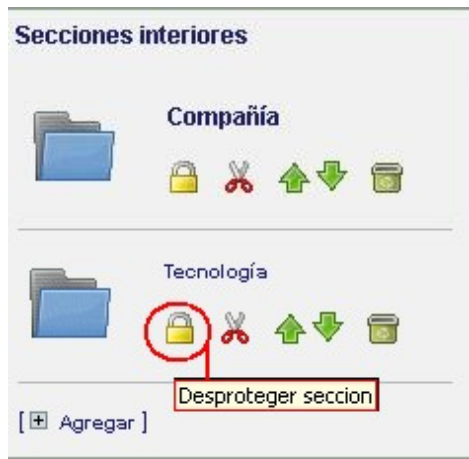 Secciones interiores
Compañía
Tecnología
Desproteger seccion
[ + Agregar ]